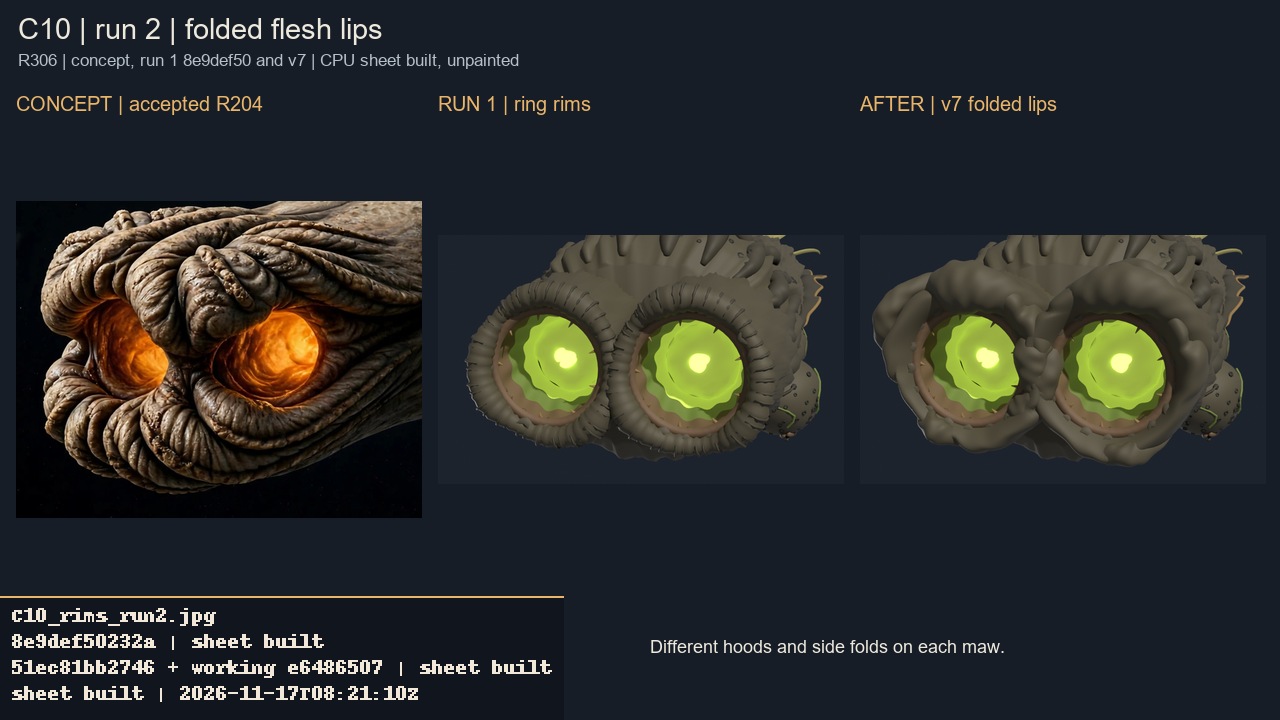 C10 | run 2 | folded flesh lips
R306 | concept, run 1 8e9def50 and v7 | CPU sheet built, unpainted
CONCEPT | accepted R204
RUN 1 | ring rims
AFTER | v7 folded lips
C10_rims_run2.jpg
8e9def50232a | sheet built
51ec81bb2746 + working e6486507 | sheet built
sheet built | 2026-11-17T08:21:10Z
Different hoods and side folds on each maw.